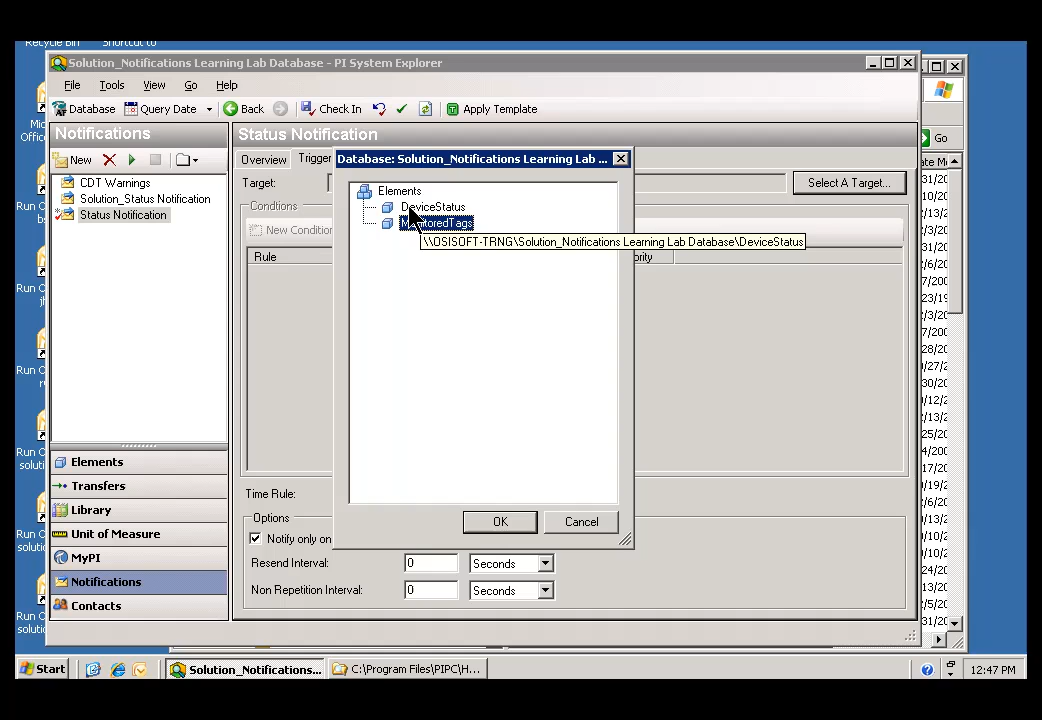 Recycle Bin
Shortcut to
Solution_Notifications Learning Lab Database - PI System Explorer
File Tools View Go Help
Database Query Date Back Check In Apply Template
Go
Notifications
Status Notification
New
CDT Warnings
Solution_Status Notification
Status Notification
Overview Trigger
Target:
Select A Target...
Conditions
New Condition
Rule
Database: Solution_Notifications Learning Lab ...
Elements
DeviceStatus
MonitoredTags
\\OSISOFT-TRNG\Solution_Notifications Learning Lab Database\DeviceStatus
OK Cancel
Time Rule:
Options
Notify only on
Resend Interval: 0 Seconds
Non Repetition Interval: 0 Seconds
Elements
Transfers
Library
Unit of Measure
MyPI
Notifications
Contacts
Start
Solution_Notifications...
C:\Program Files\PIPC\H...
12:47 PM